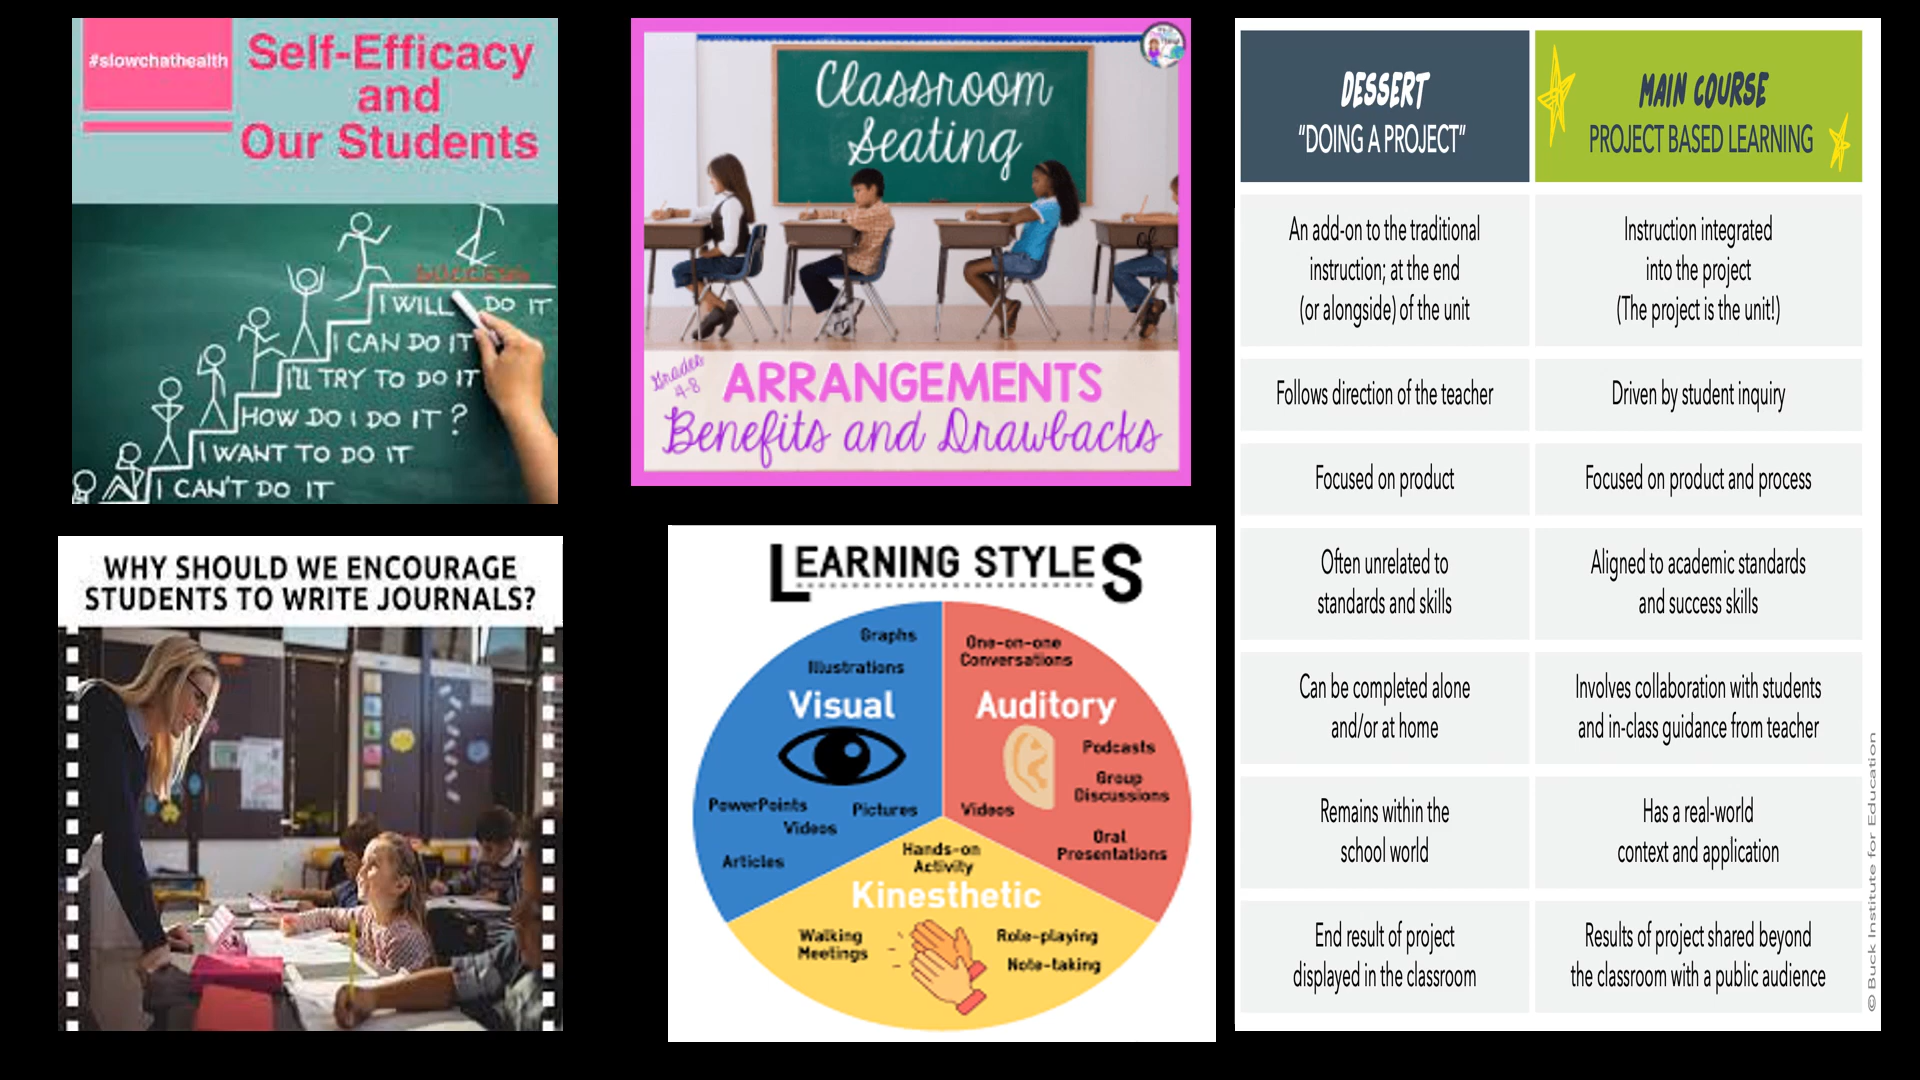 #slowchathealth
Self-Efficacy
and
Our Students
SUCCESS
I WILL DO IT
I CAN DO IT
I'LL TRY TO DO IT
HOW DO I DO IT?
I WANT TO DO IT
I CAN'T DO IT
Classroom
Seating
of
Grades
4-8
ARRANGEMENTS
Benefits and Drawbacks
WHY SHOULD WE ENCOURAGE
STUDENTS TO WRITE JOURNALS?
LEARNING STYLES
Graphs
Illustrations
Visual
PowerPoints
Pictures
Videos
Articles
One-on-one
Conversations
Auditory
Podcasts
Group
Discussions
Videos
Oral
Presentations
Hands-on
Activity
Kinesthetic
Walking
Meetings
Role-playing
Note-taking
DESSERT
"DOING A PROJECT"
MAIN COURSE
PROJECT BASED LEARNING
An add-on to the traditional
instruction; at the end
(or alongside) of the unit
Instruction integrated
into the project
(The project is the unit!)
Follows direction of the teacher
Driven by student inquiry
Focused on product
Focused on product and process
Often unrelated to
standards and skills
Aligned to academic standards
and success skills
Can be completed alone
and/or at home
Involves collaboration with students
and in-class guidance from teacher
Remains within the
school world
Has a real-world
context and application
End result of project
displayed in the classroom
Results of project shared beyond
the classroom with a public audience
© Buck Institute for Education